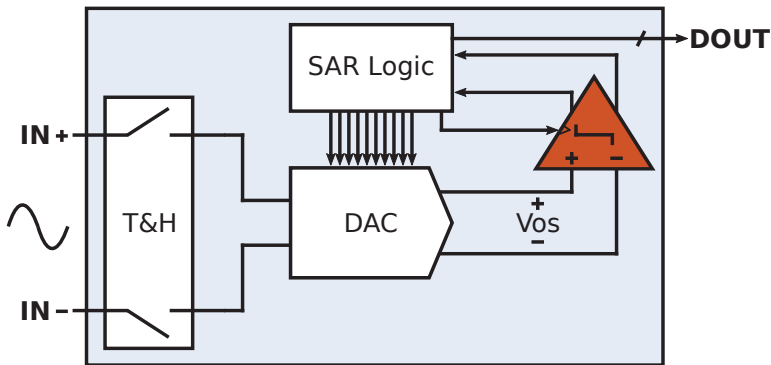 SAR Logic
DOUT
IN+
T&H
DAC
+ −
+
Vos
−
IN−